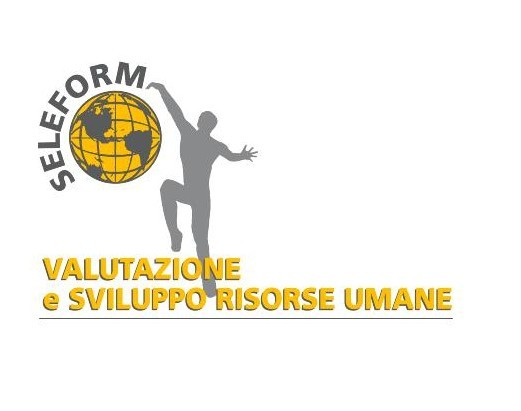 SELEFORM
VALUTAZIONE
e SVILUPPO RISORSE UMANE